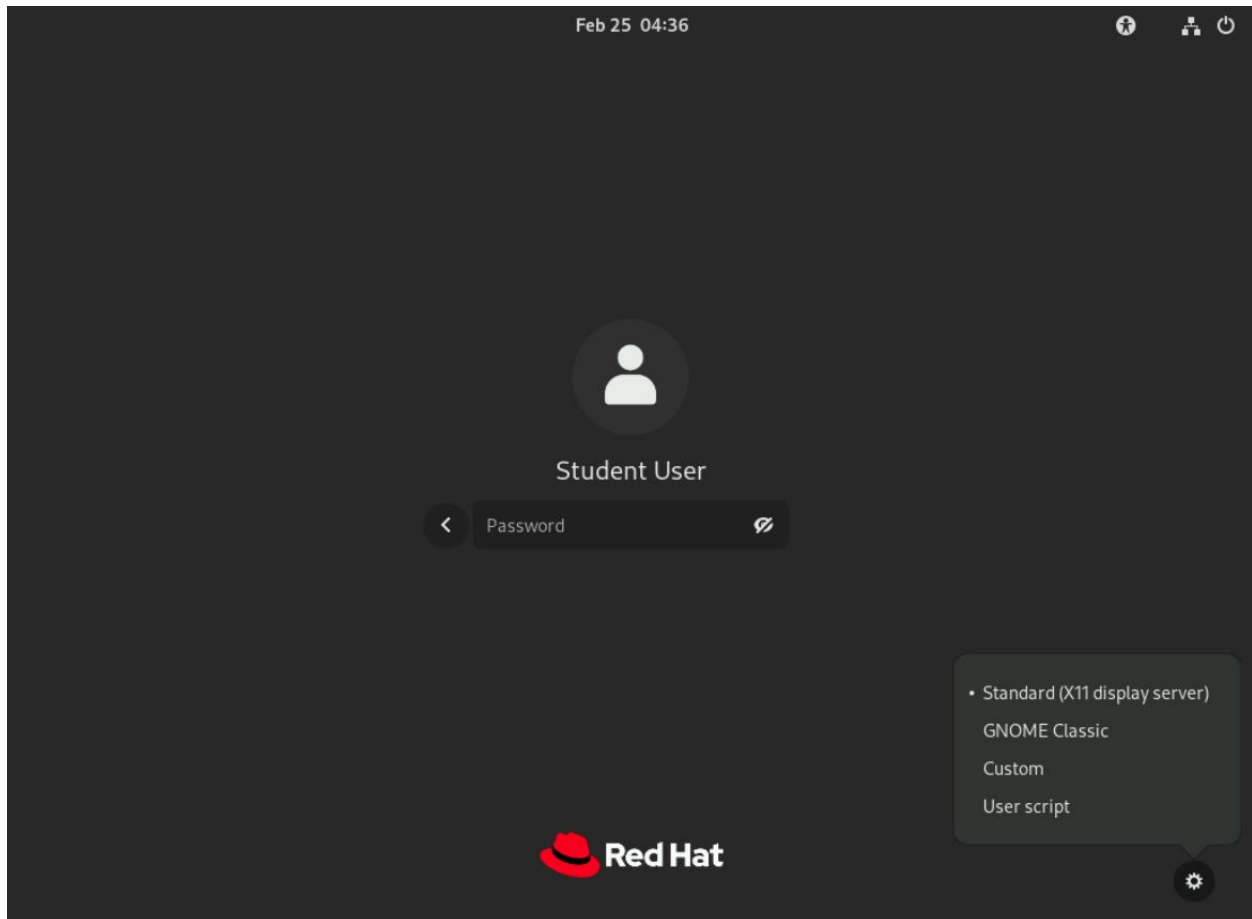 Feb 25 04:36
Student User
Password
• Standard (X11 display server)
GNOME Classic
Custom
User script
Red Hat